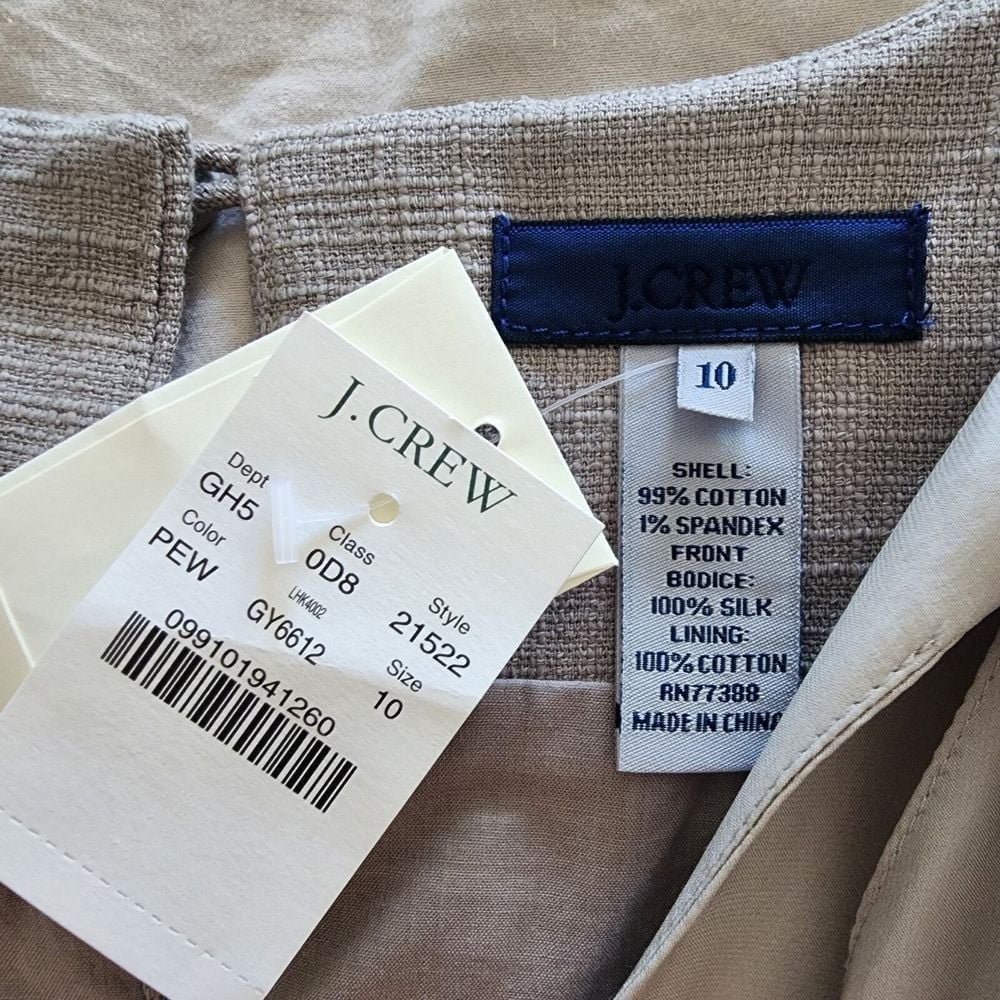 J.CREW
10
SHELL:
99% COTTON
1% SPANDEX
FRONT
BODICE:
100% SILK
LINING:
100% COTTON
RN77388
MADE IN CHINA
J.CREW
Dept
GH5
Class
0D8
Style
21522
Color
PEW
LHK4002
GY6612
Size
10
099101941260